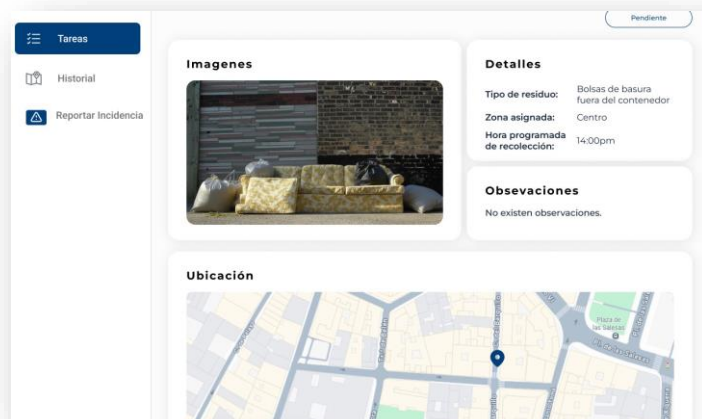 Pendiente
Tareas
Historial
Reportar Incidencia
Imagenes
Detalles
Tipo de residuo:
Bolsas de basura
fuera del contenedor
Zona asignada:
Centro
Hora programada
de recolección:
14:00pm
Obsevaciones
No existen observaciones.
Ubicación
Plaza de
las Salesas